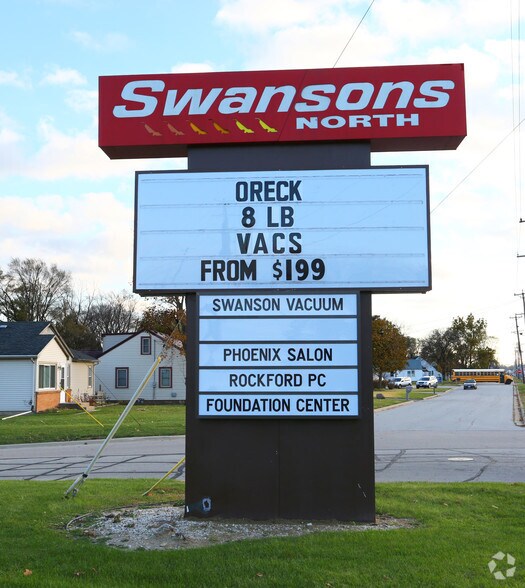 Swansons
NORTH
ORECK
8 LB
VACS
FROM $199
SWANSON VACUUM
PHOENIX SALON
ROCKFORD PC
FOUNDATION CENTER